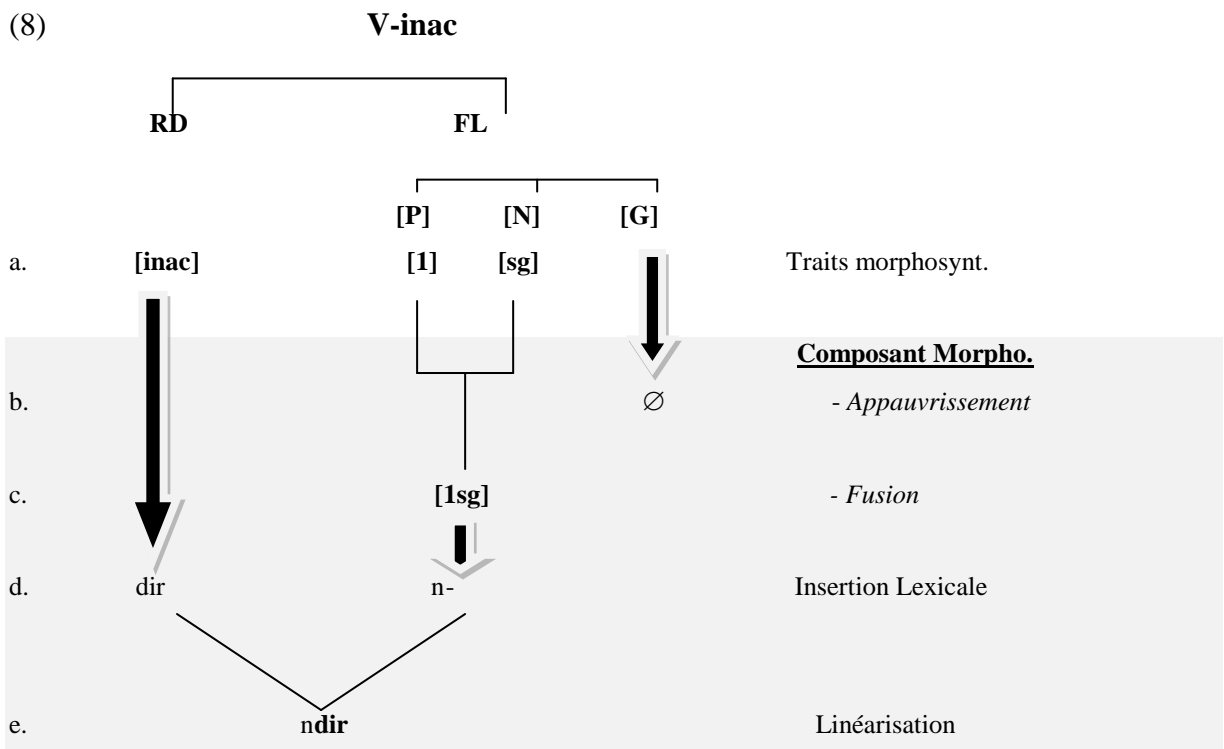 (8) V-inac
RD FL
[P] [N] [G]
a. [inac] [1] [sg] Traits morphosynt.
Composant Morpho.
b. ∅ - Appauvrissement
c. [1sg] - Fusion
d. dir n- Insertion Lexicale
e. ndir Linéarisation